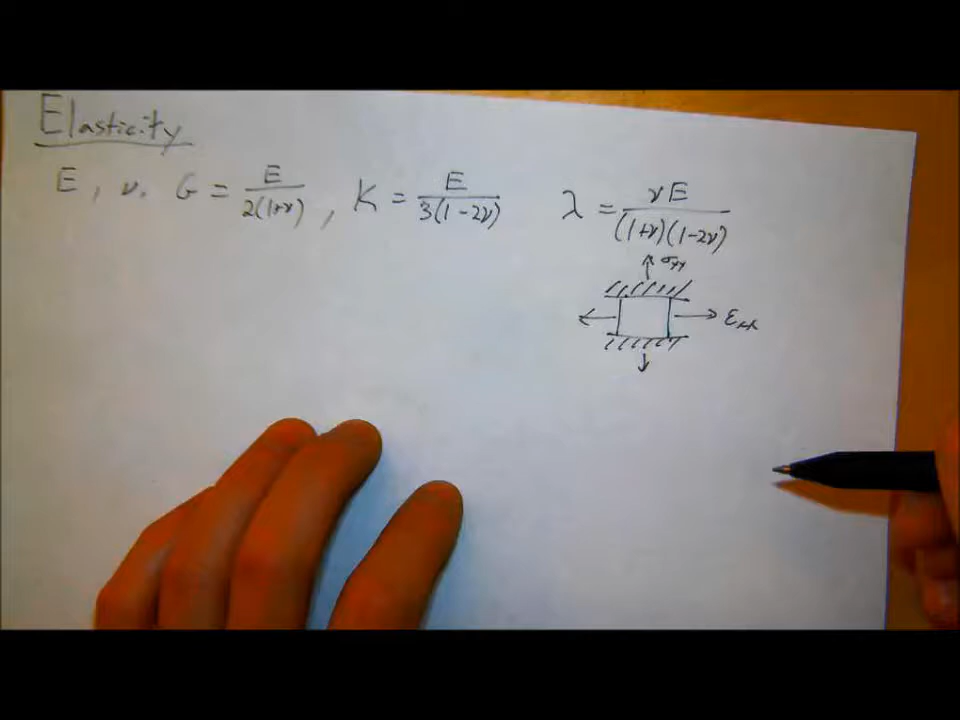 Elasticity
E , ν. G = E/2(1+ν) , K = E/3(1-2ν) λ = νE/(1+ν)(1-2ν)
σyy
εxx